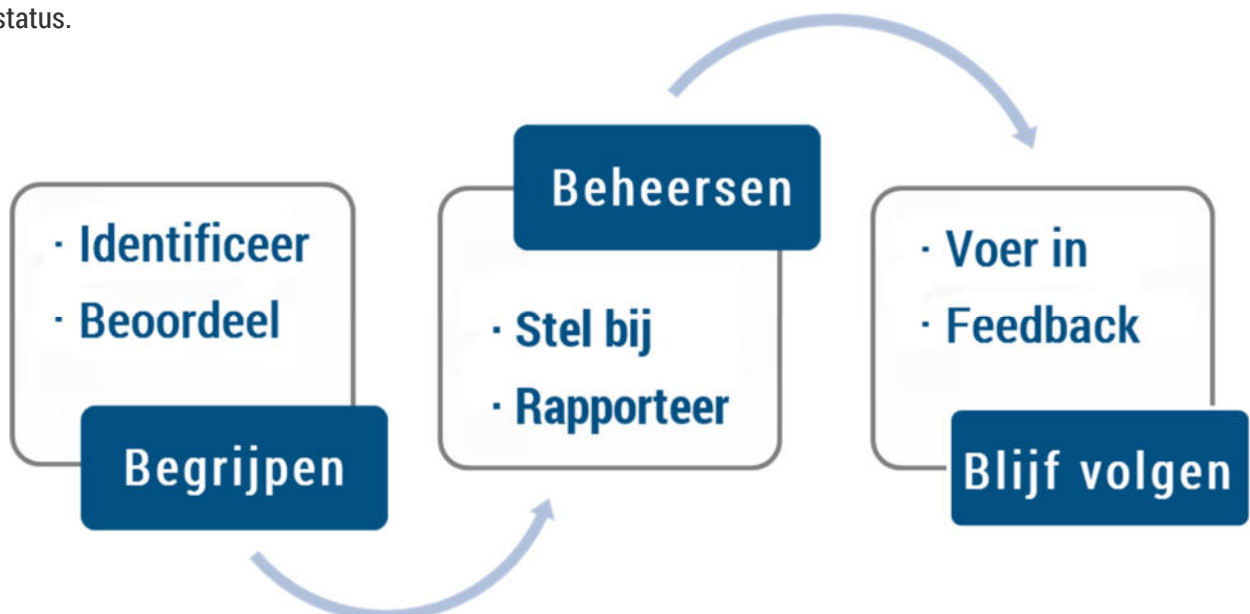 status.
· Identificeer
· Beoordeel
Begrijpen
Beheersen
· Stel bij
· Rapporteer
· Voer in
· Feedback
Blijf volgen